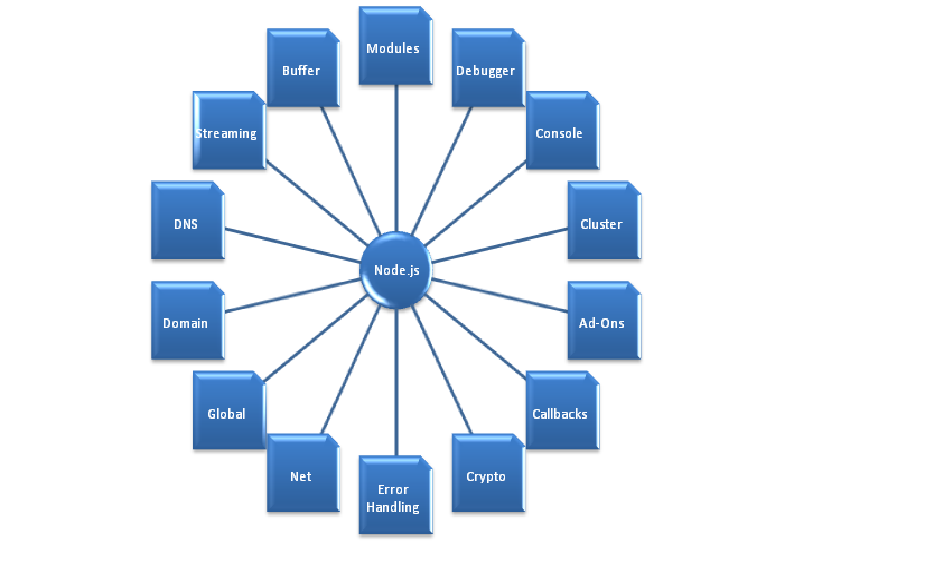 Modules
Buffer
Debugger
Streaming
Console
DNS
Cluster
Node.js
Domain
Ad-Ons
Global
Callbacks
Net
Crypto
Error
Handling